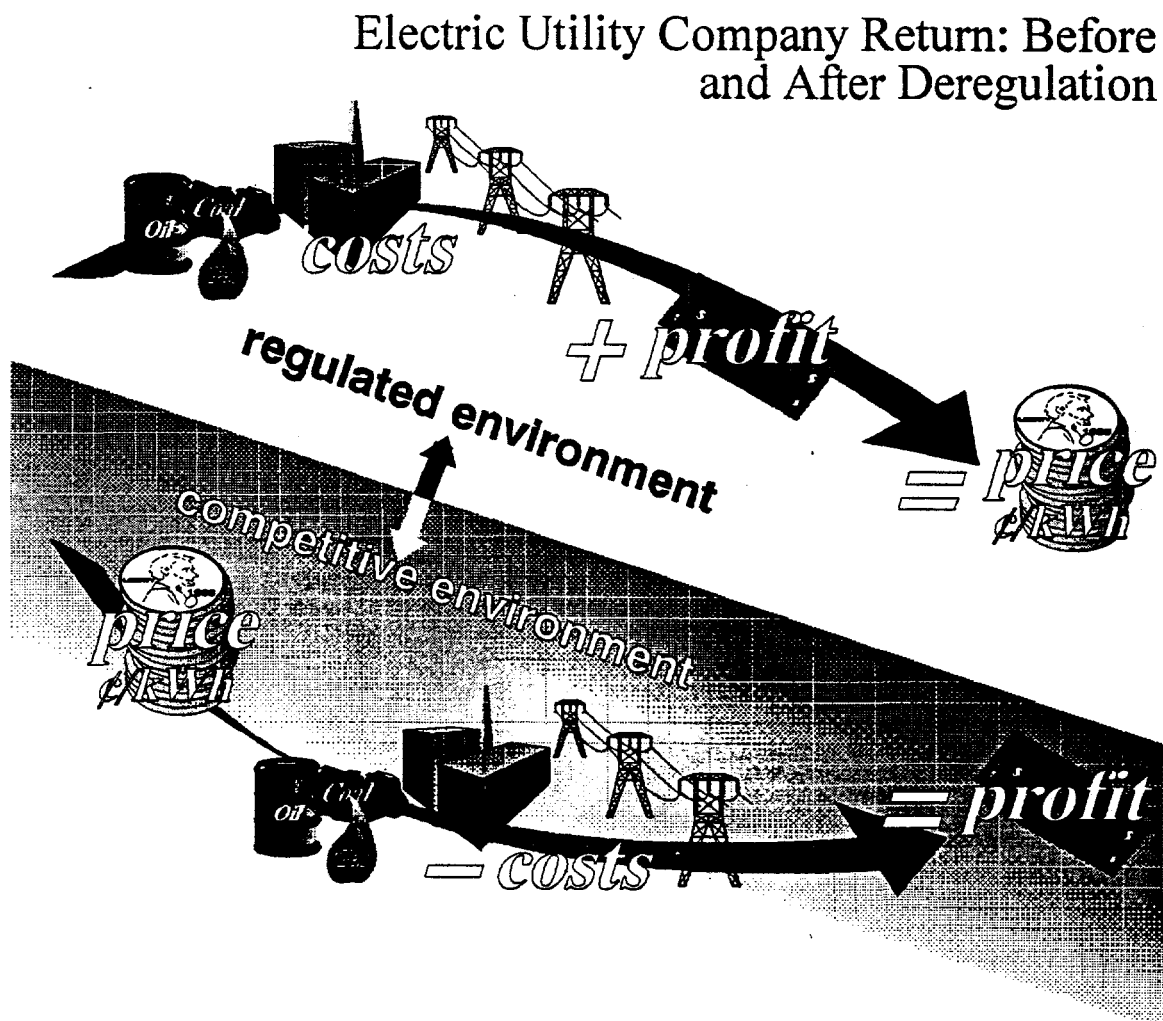 Electric Utility Company Return: Before
and After Deregulation
Oil
Coal
costs
+ profit
= price
¢/kWh
regulated environment
competitive environment
price
¢/kWh
Oil
Coal
- costs
= profit